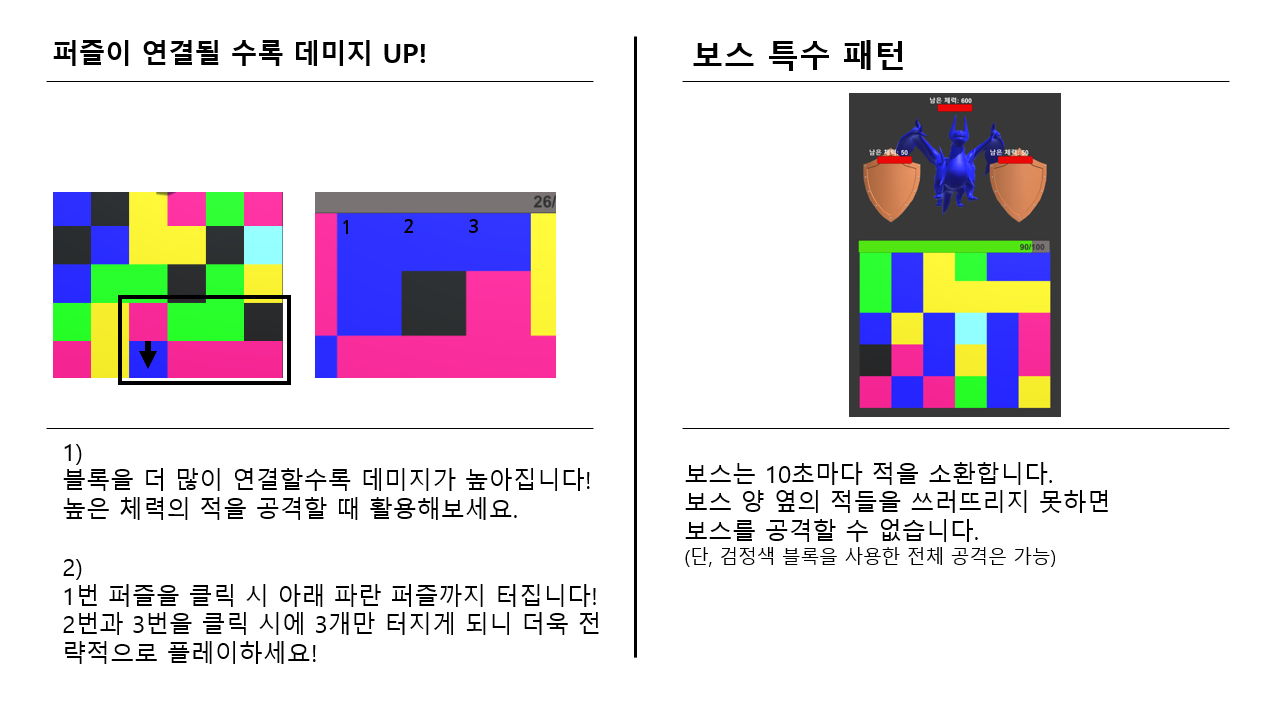 퍼즐이 연결될 수록 데미지 UP!
26/
1 2 3
1)
블록을 더 많이 연결할수록 데미지가 높아집니다!
높은 체력의 적을 공격할 때 활용해보세요.
2)
1번 퍼즐을 클릭 시 아래 파란 퍼즐까지 터집니다!
2번과 3번을 클릭 시에 3개만 터지게 되니 더욱 전
략적으로 플레이하세요!
보스 특수 패턴
남은 체력: 600
남은 체력: 50
남은 체력: 50
90/100
보스는 10초마다 적을 소환합니다.
보스 양 옆의 적들을 쓰러뜨리지 못하면
보스를 공격할 수 없습니다.
(단, 검정색 블록을 사용한 전체 공격은 가능)